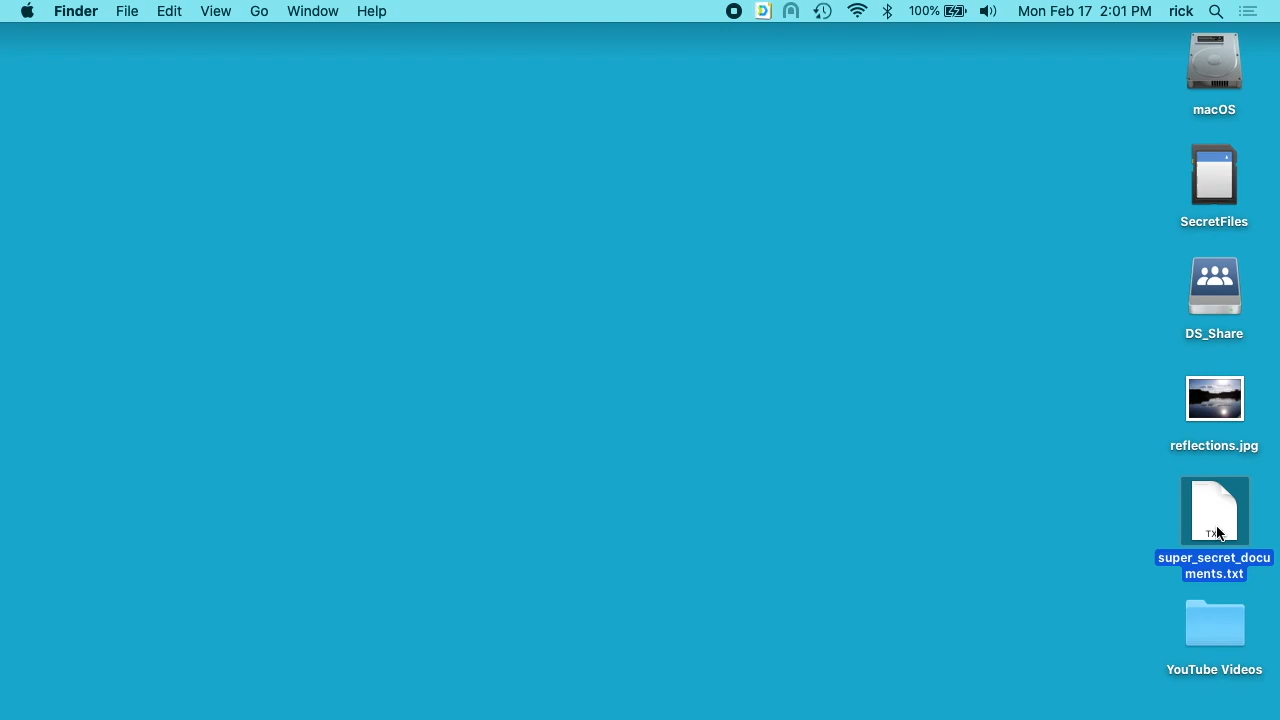 Finder File Edit View Go Window Help 100% Mon Feb 17 2:01 PM rick
macOS
SecretFiles
DS_Share
reflections.jpg
super_secret_docu
ments.txt
YouTube Videos